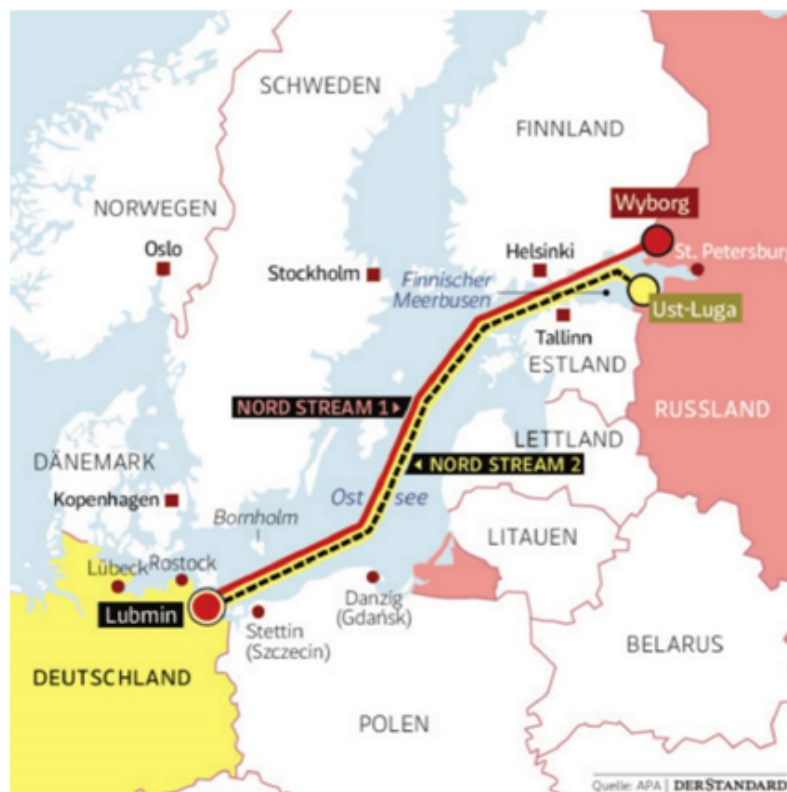 SCHWEDEN
FINNLAND
NORWEGEN
Wyborg
Oslo
Helsinki
St. Petersburg
Stockholm
Finnischer
Meerbusen
Ust-Luga
Tallinn
ESTLAND
NORD STREAM 1
RUSSLAND
LETTLAND
DÄNEMARK
NORD STREAM 2
Kopenhagen
Ost see
Bornholm
LITAUEN
Lübeck
Rostock
Lubmin
Danzig
(Gdańsk)
Stettin
(Szczecin)
BELARUS
DEUTSCHLAND
POLEN
Quelle: APA | DER STANDARD